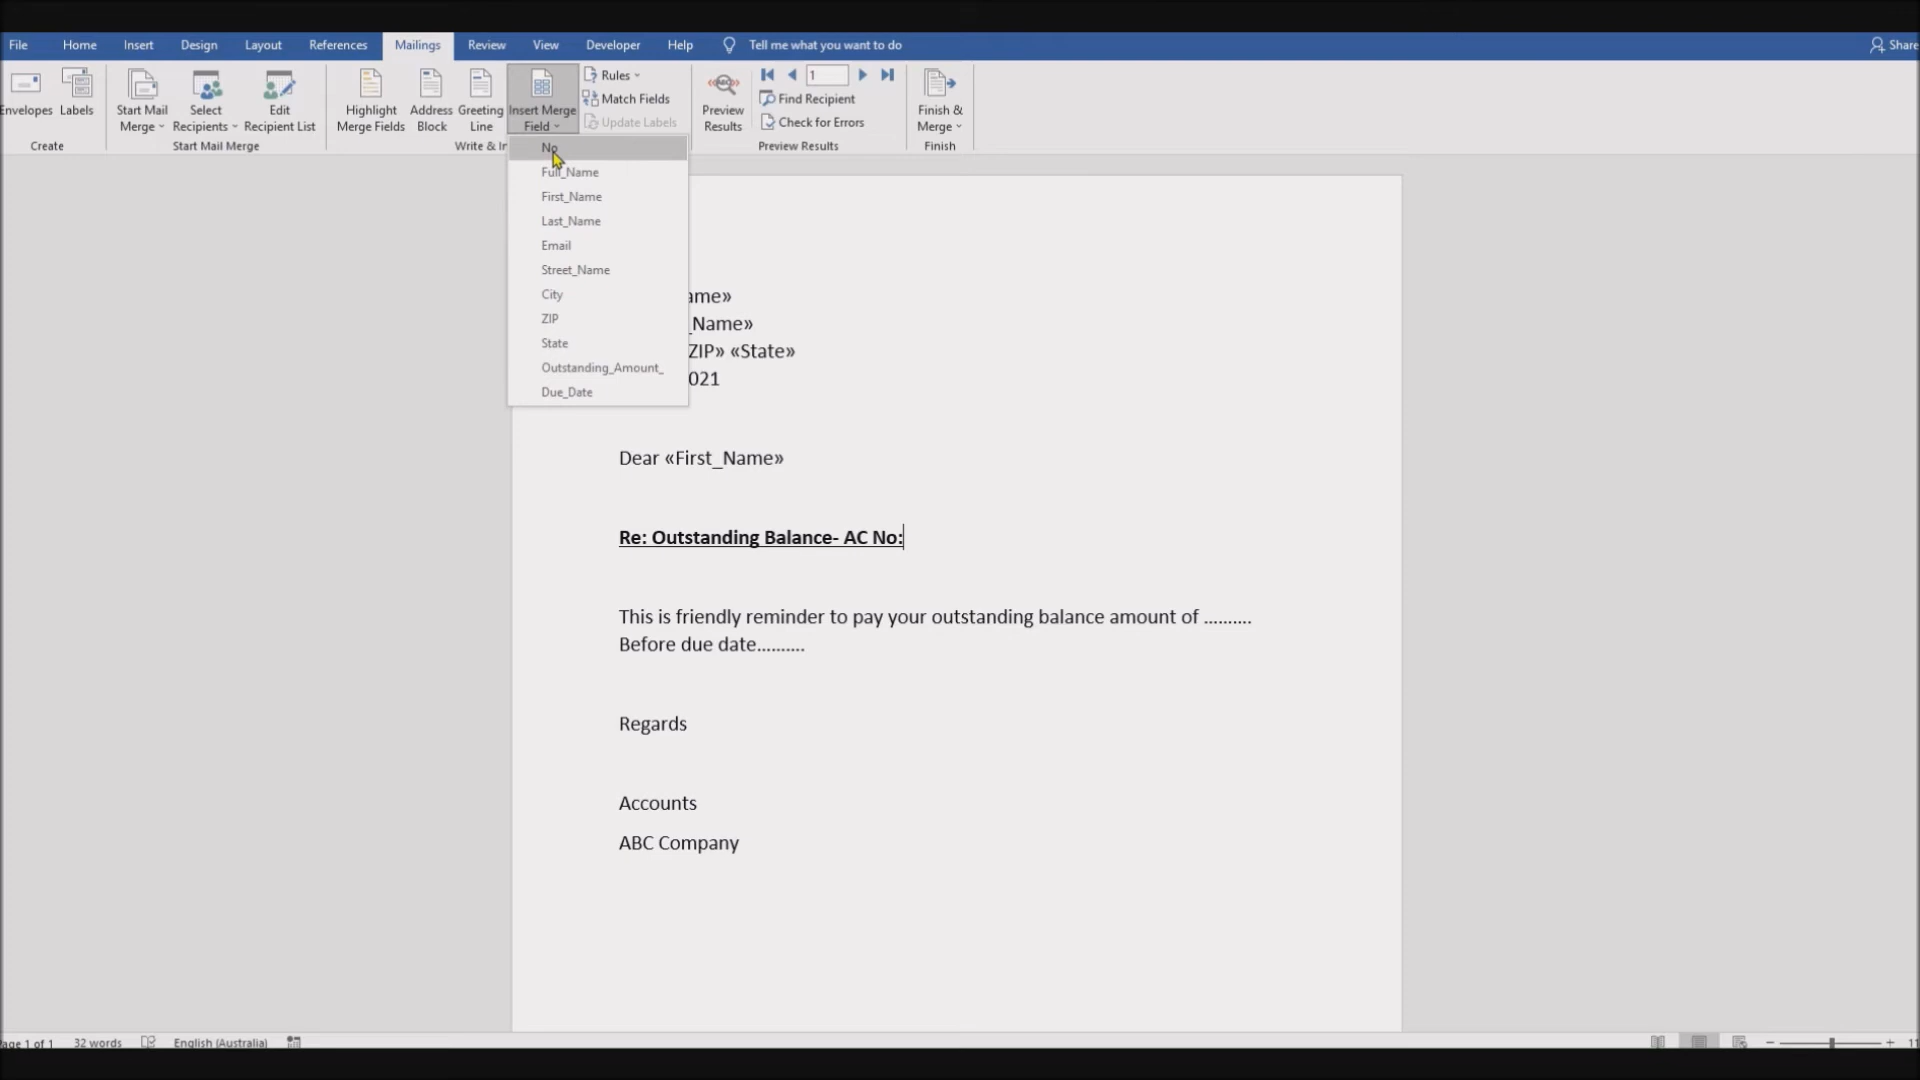 File Home Insert Design Layout References Mailings Review View Developer Help Tell me what you want to do Share
Envelopes Labels
Start Mail Merge
Select Recipients
Edit Recipient List
Highlight Merge Fields
Address Block
Greeting Line
Insert Merge Field
Rules
Match Fields
Update Labels
Preview Results
1
Find Recipient
Check for Errors
Finish & Merge
Create Start Mail Merge Write & In Preview Results Finish
No
Full_Name
First_Name
Last_Name
Email
Street_Name
City
ZIP
State
Outstanding_Amount_
Due_Date
ame»
_Name»
ZIP» «State»
021
Dear «First_Name»
Re: Outstanding Balance- AC No:
This is friendly reminder to pay your outstanding balance amount of ..........
Before due date..........
Regards
Accounts
ABC Company
Page 1 of 1 32 words English (Australia) 11